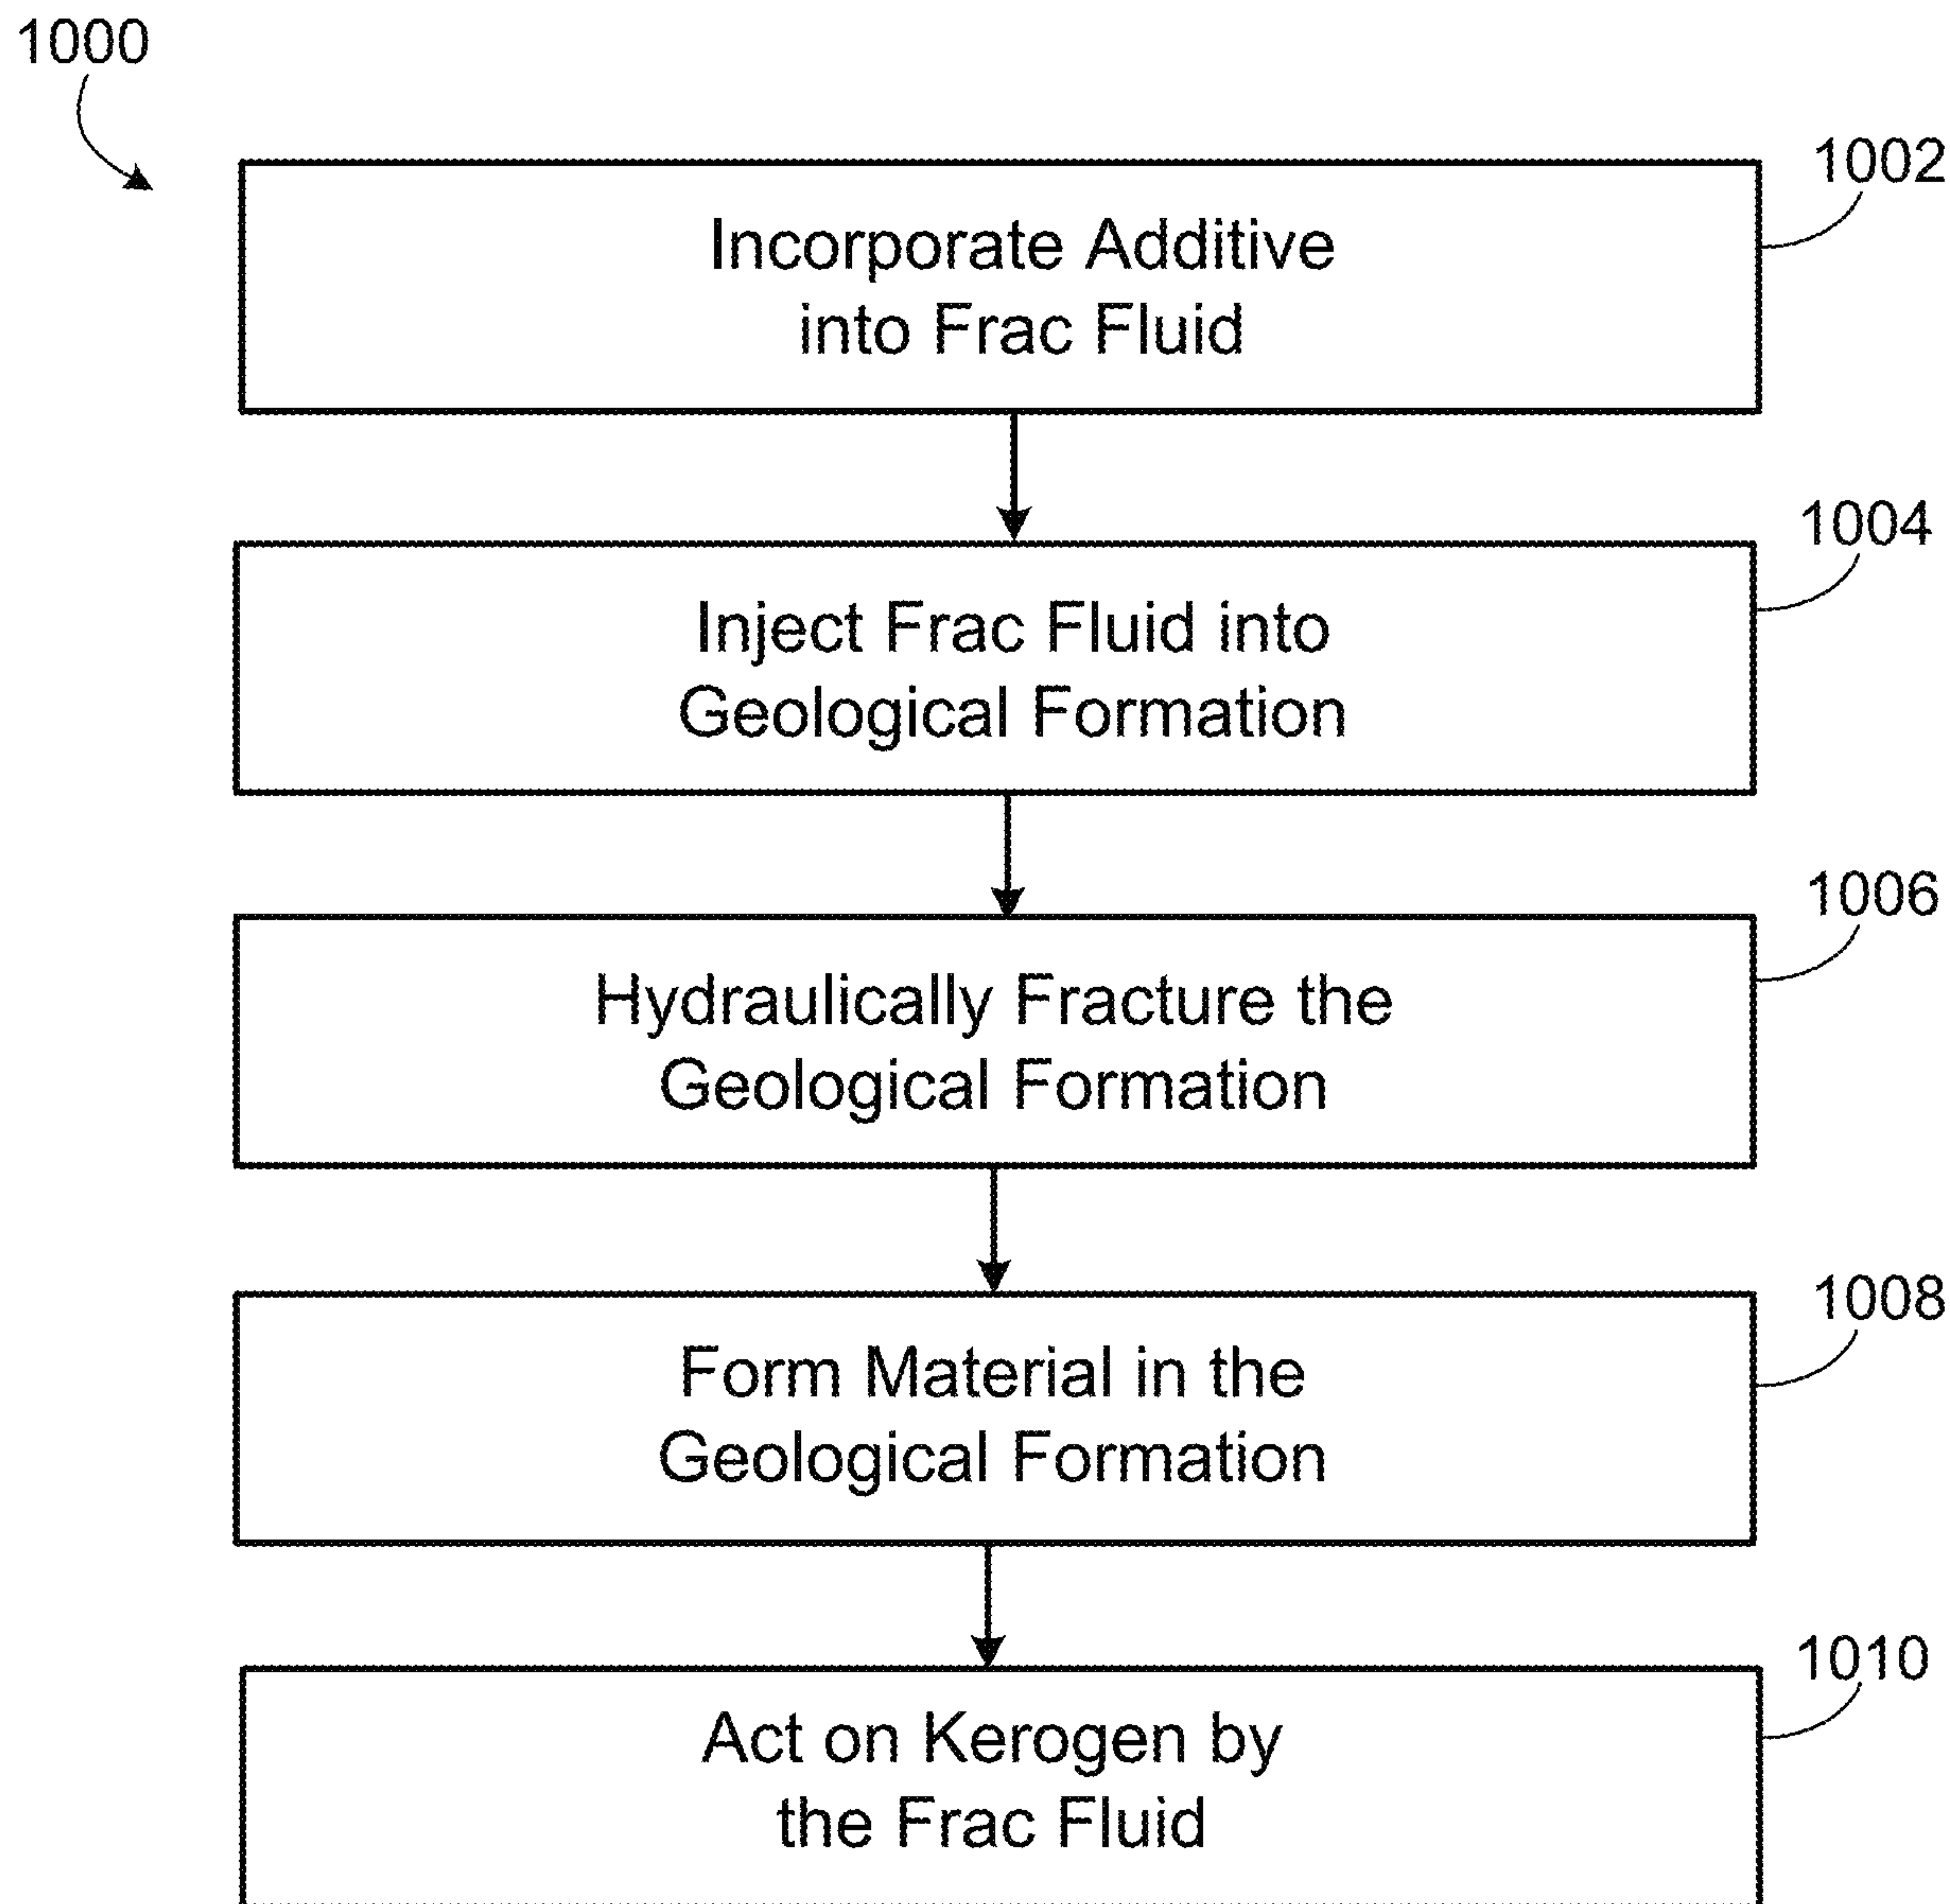 1000
1002
Incorporate Additive
into Frac Fluid
1004
Inject Frac Fluid into
Geological Formation
1006
Hydraulically Fracture the
Geological Formation
1008
Form Material in the
Geological Formation
1010
Act on Kerogen by
the Frac Fluid